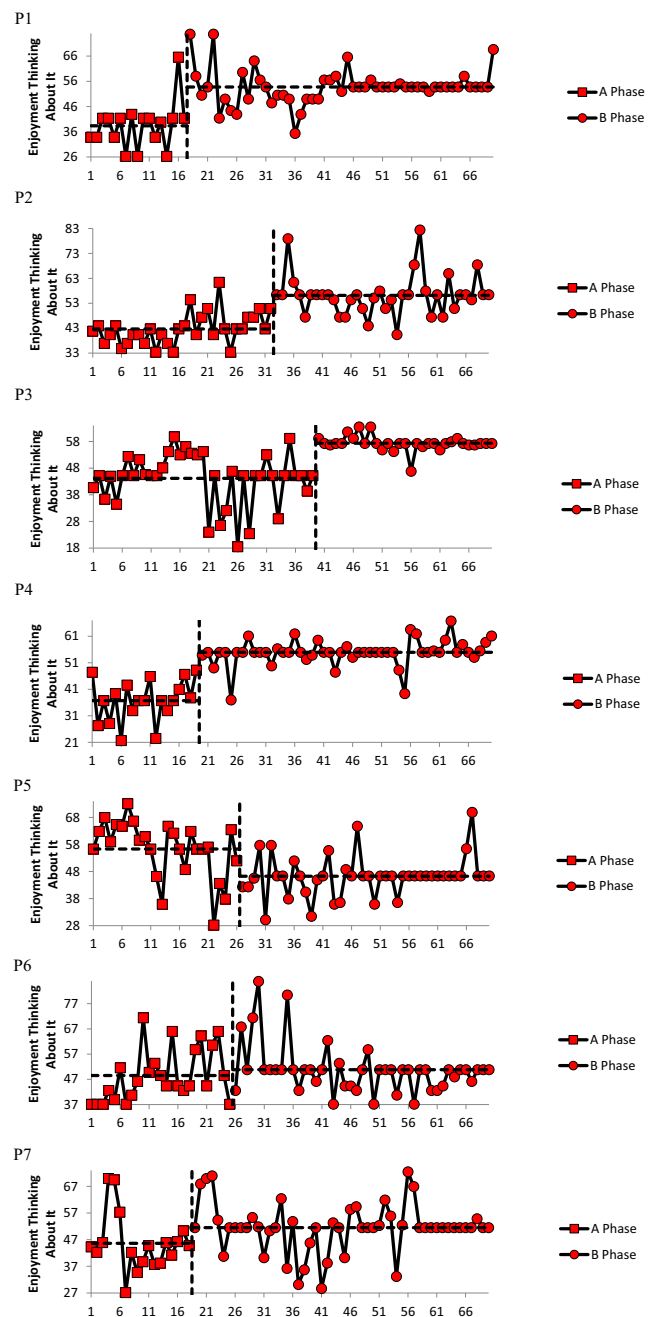 P1
Enjoyment Thinking
About It
66
56
46
36
26
1 6 11 16 21 26 31 36 41 46 51 56 61 66
A Phase
B Phase
P2
Enjoyment Thinking
About It
83
73
63
53
43
33
1 6 11 16 21 26 31 36 41 46 51 56 61 66
A Phase
B Phase
P3
Enjoyment Thinking
About It
58
48
38
28
18
1 6 11 16 21 26 31 36 41 46 51 56 61 66
A Phase
B Phase
P4
Enjoyment Thinking
About It
61
51
41
31
21
1 6 11 16 21 26 31 36 41 46 51 56 61 66
A Phase
B Phase
P5
Enjoyment Thinking
About It
68
58
48
38
28
1 6 11 16 21 26 31 36 41 46 51 56 61 66
A Phase
B Phase
P6
Enjoyment Thinking
About It
77
67
57
47
37
1 6 11 16 21 26 31 36 41 46 51 56 61 66
A Phase
B Phase
P7
Enjoyment Thinking
About It
67
57
47
37
27
1 6 11 16 21 26 31 36 41 46 51 56 61 66
A Phase
B Phase